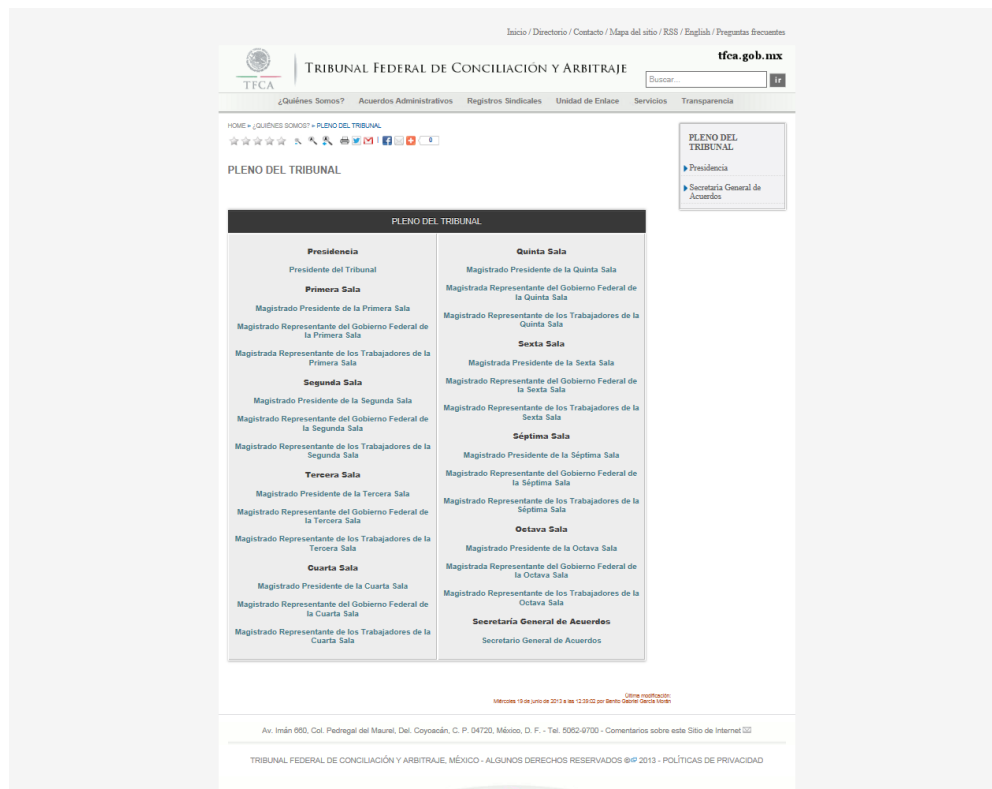 Inicio / Directorio / Contacto / Mapa del sitio / RSS / English / Preguntas frecuentes
tfca.gob.mx
TFCA
Tribunal Federal de Conciliación y Arbitraje
Buscar...
ir
¿Quiénes Somos? Acuerdos Administrativos Registros Sindicales Unidad de Enlace Servicios Transparencia
HOME » ¿QUIÉNES SOMOS? » PLENO DEL TRIBUNAL
0
PLENO DEL TRIBUNAL
PLENO DEL TRIBUNAL
Presidencia
Presidente del Tribunal
Primera Sala
Magistrado Presidente de la Primera Sala
Magistrado Representante del Gobierno Federal de
la Primera Sala
Magistrada Representante de los Trabajadores de la
Primera Sala
Segunda Sala
Magistrado Presidente de la Segunda Sala
Magistrado Representante del Gobierno Federal de
la Segunda Sala
Magistrado Representante de los Trabajadores de la
Segunda Sala
Tercera Sala
Magistrado Presidente de la Tercera Sala
Magistrado Representante del Gobierno Federal de
la Tercera Sala
Magistrado Representante de los Trabajadores de la
Tercera Sala
Cuarta Sala
Magistrado Presidente de la Cuarta Sala
Magistrado Representante del Gobierno Federal de
la Cuarta Sala
Magistrado Representante de los Trabajadores de la
Cuarta Sala
Quinta Sala
Magistrado Presidente de la Quinta Sala
Magistrada Representante del Gobierno Federal de
la Quinta Sala
Magistrado Representante de los Trabajadores de la
Quinta Sala
Sexta Sala
Magistrada Presidente de la Sexta Sala
Magistrado Representante del Gobierno Federal de
la Sexta Sala
Magistrado Representante de los Trabajadores de la
Sexta Sala
Séptima Sala
Magistrado Presidente de la Séptima Sala
Magistrado Representante del Gobierno Federal de
la Séptima Sala
Magistrado Representante de los Trabajadores de la
Séptima Sala
Octava Sala
Magistrado Presidente de la Octava Sala
Magistrada Representante del Gobierno Federal de
la Octava Sala
Magistrado Representante de los Trabajadores de la
Octava Sala
Secretaría General de Acuerdos
Secretario General de Acuerdos
PLENO DEL
TRIBUNAL
Presidencia
Secretaria General de
Acuerdos
Última modificación:
Miércoles 19 de junio de 2013 a las 12:39:02 por Benito Gabriel García Morán
Av. Imán 660, Col. Pedregal del Maurel, Del. Coyoacán, C. P. 04720, México, D. F. - Tel. 5062-9700 - Comentarios sobre este Sitio de Internet
TRIBUNAL FEDERAL DE CONCILIACIÓN Y ARBITRAJE, MÉXICO - ALGUNOS DERECHOS RESERVADOS © 2013 - POLÍTICAS DE PRIVACIDAD